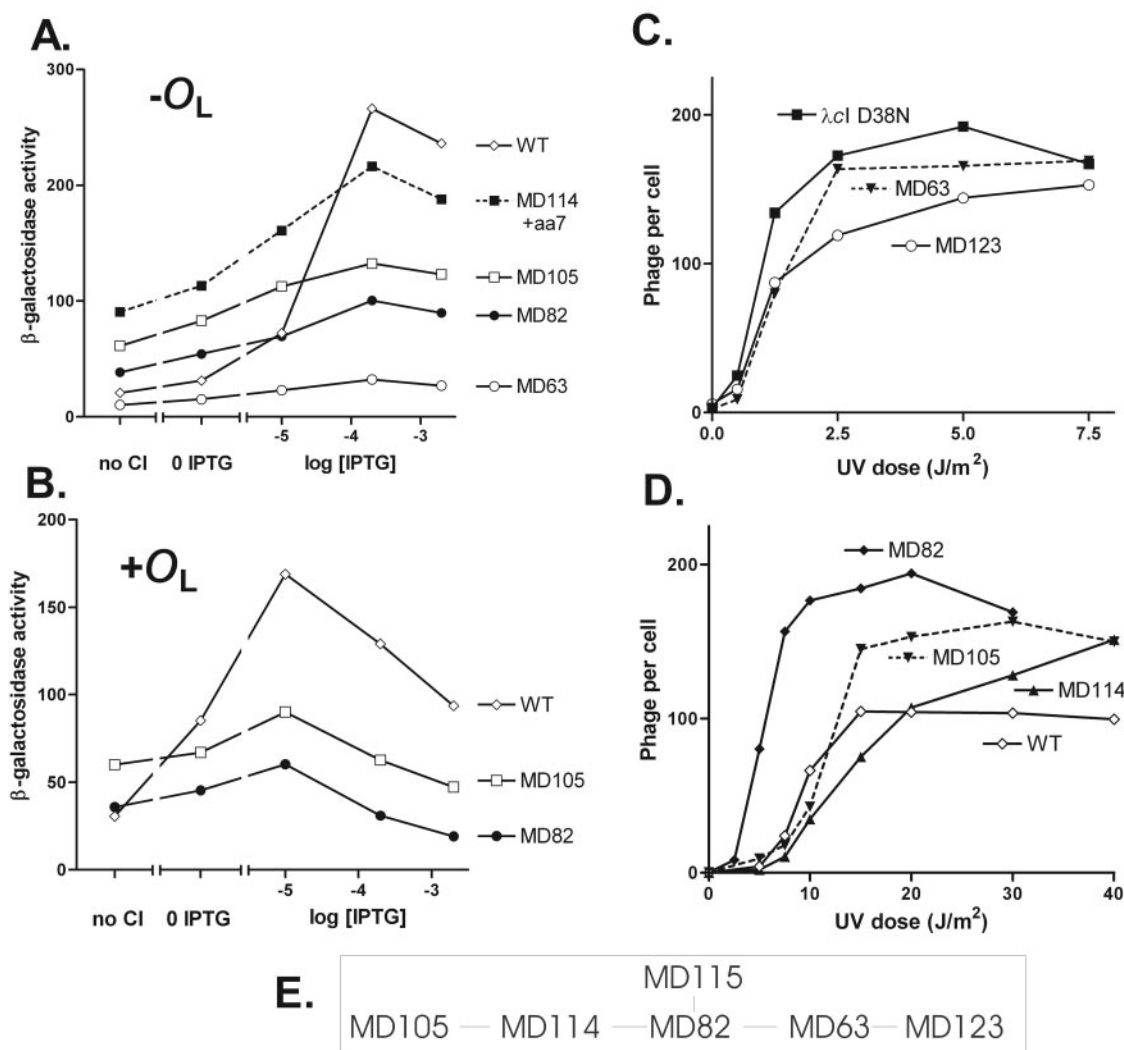 A.
-OL
300
200
100
0
β-galactosidase activity
WT
MD114
+aa7
MD105
MD82
MD63
-5
-4
-3
no CI
0 IPTG
log [IPTG]
B.
+OL
200
150
100
50
0
β-galactosidase activity
WT
MD105
MD82
-5
-4
-3
no CI
0 IPTG
log [IPTG]
C.
200
100
0
Phage per cell
λcI D38N
MD63
MD123
0.0
2.5
5.0
7.5
UV dose (J/m²)
D.
200
100
0
Phage per cell
MD82
MD105
MD114
WT
0
10
20
30
40
UV dose (J/m²)
E.
MD115
MD105 MD114 MD82 MD63 MD123